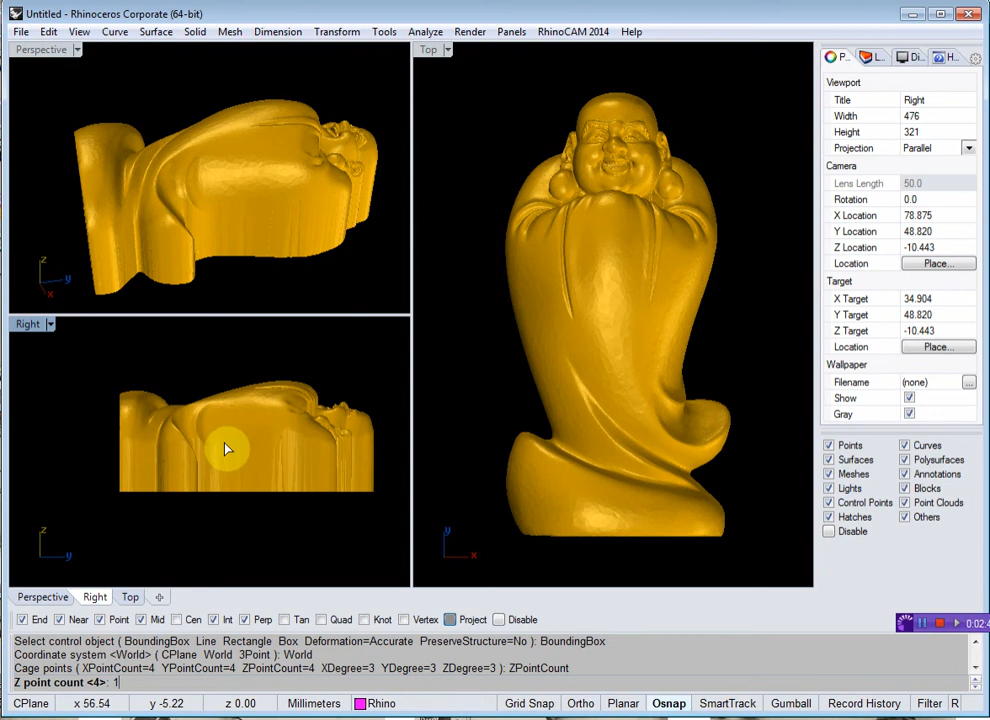 Untitled - Rhinoceros Corporate (64-bit)
File Edit View Curve Surface Solid Mesh Dimension Transform Tools Analyze Render Panels RhinoCAM 2014 Help
Perspective
Top
P... L... Di... H...
Viewport
Title Right
Width 476
Height 321
Projection Parallel
Camera
Lens Length 50.0
Rotation 0.0
X Location 78.875
Y Location 48.820
Z Location -10.443
Location Place...
Target
X Target 34.904
Y Target 48.820
Z Target -10.443
Location Place...
Wallpaper
Filename (none) ...
Show
Gray
z
y
x
Right
Points Curves
Surfaces Polysurfaces
Meshes Annotations
Lights Blocks
Control Points Point Clouds
Hatches Others
Disable
z
y
y
x
Perspective Right Top
End Near Point Mid Cen Int Perp Tan Quad Knot Vertex Project Disable
0:02:4
Select control object ( BoundingBox Line Rectangle Box Deformation=Accurate PreserveStructure=No ): BoundingBox
Coordinate system <World> ( CPlane World 3Point ): World
Cage points ( XPointCount=4 YPointCount=4 ZPointCount=4 XDegree=3 YDegree=3 ZDegree=3 ): ZPointCount
Z point count <4>: 1
CPlane x 56.54 y -5.22 z 0.00 Millimeters Rhino Grid Snap Ortho Planar Osnap SmartTrack Gumball Record History Filter R